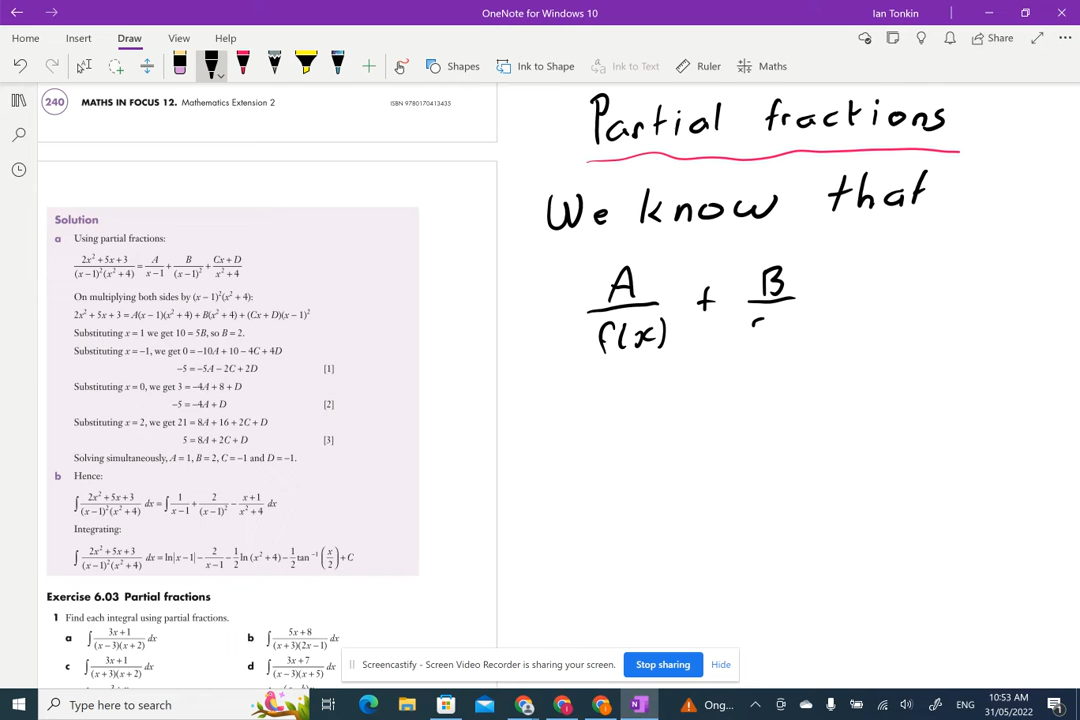 OneNote for Windows 10
Ian Tonkin
Home Insert Draw View Help
Share
Shapes Ink to Shape Ink to Text Ruler Maths
240 MATHS IN FOCUS 12. Mathematics Extension 2 ISBN 9780170413435
Solution
a Using partial fractions:
(2x² + 5x + 3)/((x − 1)²(x² + 4)) = A/(x − 1) + B/(x − 1)² + (Cx + D)/(x² + 4)
On multiplying both sides by (x − 1)²(x² + 4):
2x² + 5x + 3 = A(x − 1)(x² + 4) + B(x² + 4) + (Cx + D)(x − 1)²
Substituting x = 1 we get 10 = 5B, so B = 2.
Substituting x = −1, we get 0 = −10A + 10 − 4C + 4D
−5 = −5A − 2C + 2D [1]
Substituting x = 0, we get 3 = −4A + 8 + D
−5 = −4A + D [2]
Substituting x = 2, we get 21 = 8A + 16 + 2C + D
5 = 8A + 2C + D [3]
Solving simultaneously, A = 1, B = 2, C = −1 and D = −1.
b Hence:
∫ (2x² + 5x + 3)/((x − 1)²(x² + 4)) dx = ∫ 1/(x − 1) + 2/(x − 1)² − (x + 1)/(x² + 4) dx
Integrating:
∫ (2x² + 5x + 3)/((x − 1)²(x² + 4)) dx = ln|x − 1| − 2/(x − 1) − 1/2 ln (x² + 4) − 1/2 tan⁻¹ (x/2) + C
Exercise 6.03 Partial fractions
1 Find each integral using partial fractions.
a ∫ (3x + 1)/((x − 3)(x + 2)) dx
b ∫ (5x + 8)/((x + 3)(2x − 1)) dx
c ∫ (3x + 1)/((x + 3)(x + 2)) dx
d ∫ (3x + 7)/((x − 3)(x + 5)) dx
Partial fractions
We know that
A/f(x) + B/
Screencastify - Screen Video Recorder is sharing your screen. Stop sharing Hide
Type here to search
Ong...
ENG
10:53 AM
31/05/2022